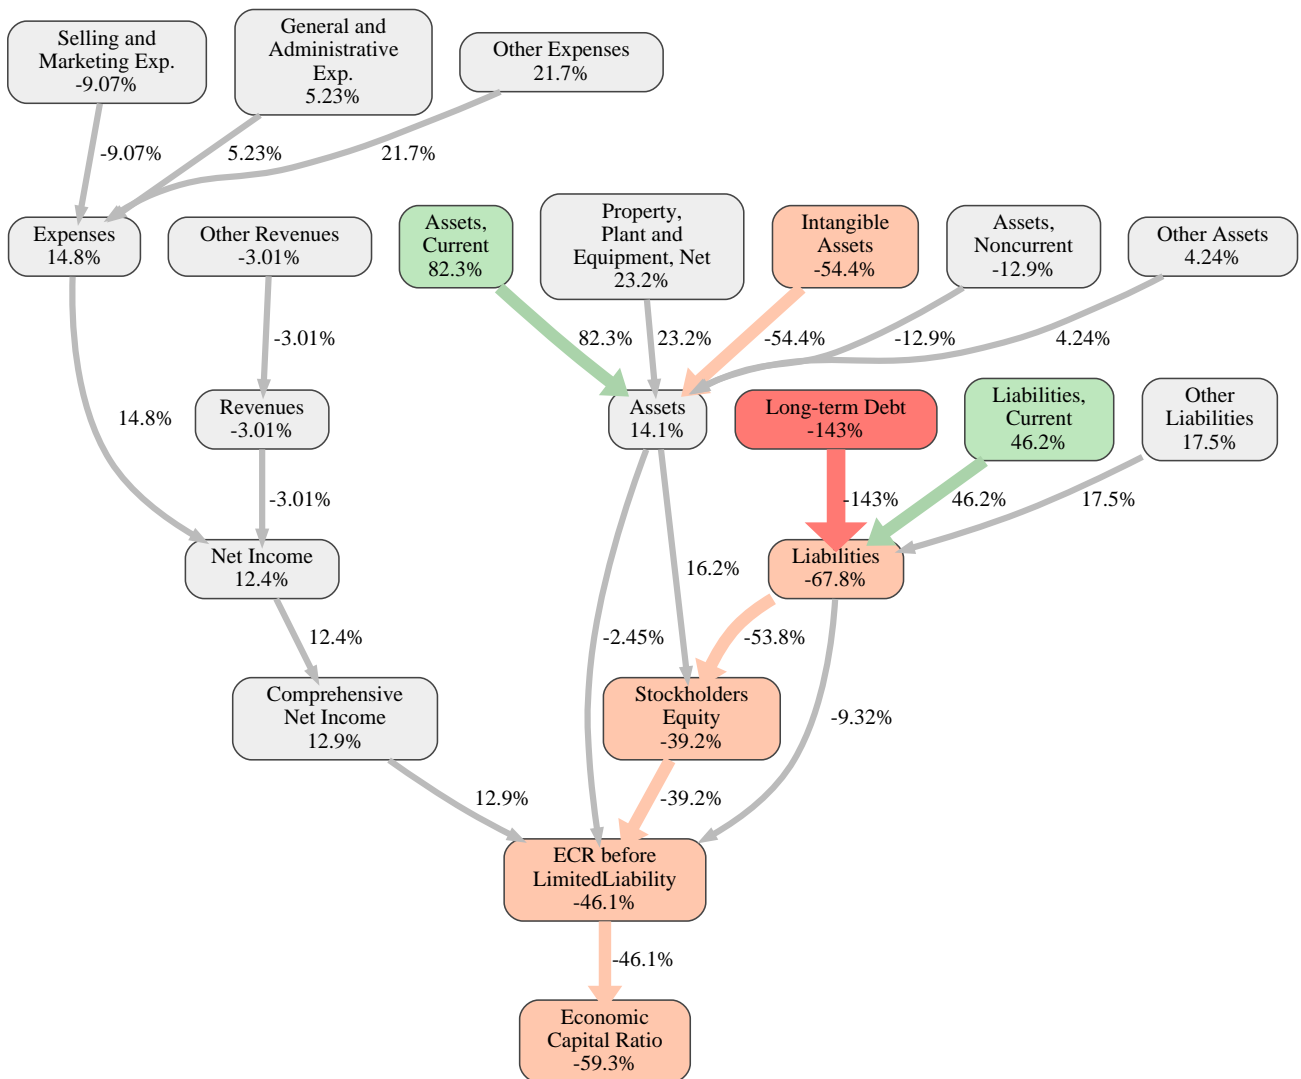 Selling and
Marketing Exp.
-9.07%
General and
Administrative
Exp.
5.23%
Other Expenses
21.7%
-9.07%
5.23%
21.7%
Expenses
14.8%
Other Revenues
-3.01%
Assets,
Current
82.3%
Property,
Plant and
Equipment, Net
23.2%
Intangible
Assets
-54.4%
Assets,
Noncurrent
-12.9%
Other Assets
4.24%
-3.01%
82.3%
23.2%
-54.4%
-12.9%
4.24%
14.8%
Revenues
-3.01%
Assets
14.1%
Long-term Debt
-143%
Liabilities,
Current
46.2%
Other
Liabilities
17.5%
-3.01%
-143%
46.2%
17.5%
Net Income
12.4%
16.2%
Liabilities
-67.8%
12.4%
-2.45%
-53.8%
Comprehensive
Net Income
12.9%
Stockholders
Equity
-39.2%
-9.32%
12.9%
-39.2%
ECR before
LimitedLiability
-46.1%
-46.1%
Economic
Capital Ratio
-59.3%